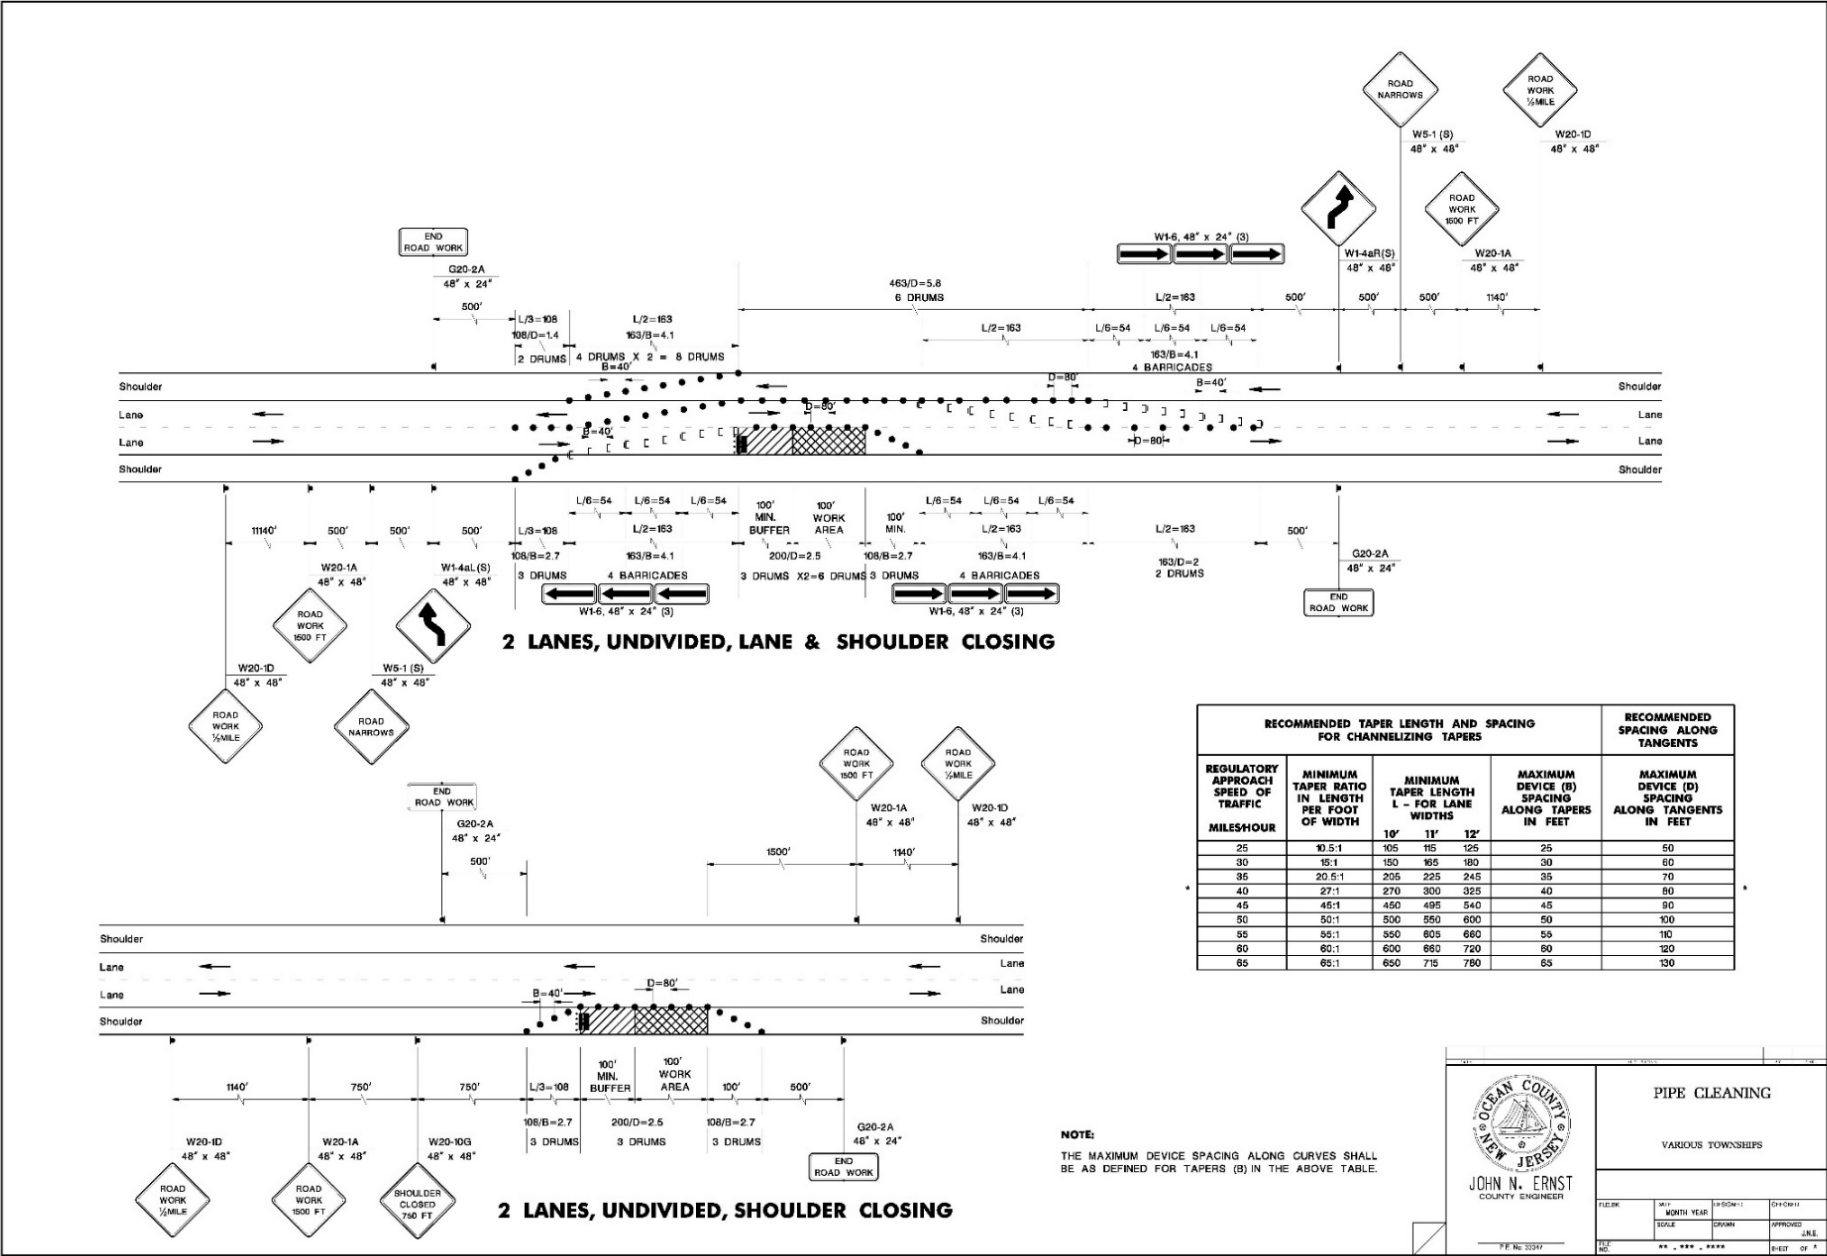 ROAD
NARROWS
ROAD
WORK
½MILE
W5-1 (S)
48" x 48"
W20-1D
48" x 48"
ROAD
WORK
1500 FT
END
ROAD WORK
W1-6, 48" x 24" (3)
W1-4aR(S)
48" x 48"
W20-1A
48" x 48"
G20-2A
48" x 24"
463/D=5.8
6 DRUMS
500'
L/2=163
500'
500'
500'
1140'
L/3=108
L/2=163
108/D=1.4
163/B=4.1
L/2=163
L/6=54
L/6=54
L/6=54
2 DRUMS
4 DRUMS X 2 = 8 DRUMS
163/B=4.1
4 BARRICADES
B=40'
D=80'
B=40'
Shoulder
Shoulder
D=80'
Lane
Lane
B=40'
D=80'
Lane
Lane
Shoulder
Shoulder
L/6=54
L/6=54
L/6=54
100'
MIN.
BUFFER
100'
WORK
AREA
100'
MIN.
L/6=54
L/6=54
L/6=54
11140'
500'
500'
500'
L/3=108
L/2=163
L/2=163
L/2=163
500'
108/B=2.7
163/B=4.1
200/D=2.5
108/B=2.7
163/B=4.1
163/D=2
2 DRUMS
3 DRUMS
4 BARRICADES
3 DRUMS X2=6 DRUMS
3 DRUMS
4 BARRICADES
G20-2A
48" x 24"
END
ROAD WORK
W20-1A
48" x 48"
W1-4aL(S)
48" x 48"
ROAD
WORK
1500 FT
W1-6, 48" x 24" (3)
W1-6, 48" x 24" (3)
2 LANES, UNDIVIDED, LANE & SHOULDER CLOSING
W20-1D
48" x 48"
W5-1 (S)
48" x 48"
ROAD
WORK
½MILE
ROAD
NARROWS
RECOMMENDED TAPER LENGTH AND SPACING
FOR CHANNELIZING TAPERS
RECOMMENDED
SPACING ALONG
TANGENTS
REGULATORY
APPROACH
SPEED OF
TRAFFIC
MILES/HOUR
MINIMUM
TAPER RATIO
IN LENGTH
PER FOOT
OF WIDTH
MINIMUM
TAPER LENGTH
L - FOR LANE
WIDTHS
10' 11' 12'
MAXIMUM
DEVICE (B)
SPACING
ALONG TAPERS
IN FEET
MAXIMUM
DEVICE (D)
SPACING
ALONG TANGENTS
IN FEET
25 10.5:1 105 115 125 25 50
30 15:1 150 165 180 30 60
35 20.5:1 205 225 245 35 70
* 40 27:1 270 300 325 40 80 *
45 45:1 450 495 540 45 90
50 50:1 500 550 600 50 100
55 55:1 550 605 660 55 110
60 60:1 600 660 720 60 120
65 65:1 650 715 780 65 130
END
ROAD WORK
ROAD
WORK
1500 FT
ROAD
WORK
½MILE
G20-2A
48" x 24"
W20-1A
48" x 48"
W20-1D
48" x 48"
500'
1500'
1140'
Shoulder
Shoulder
Lane
Lane
Lane
Lane
B=40'
D=80'
Shoulder
Shoulder
1140'
750'
750'
L/3=108
100'
MIN.
BUFFER
100'
WORK
AREA
100'
500'
108/B=2.7
200/D=2.5
108/B=2.7
3 DRUMS
3 DRUMS
3 DRUMS
W20-1D
48" x 48"
W20-1A
48" x 48"
W20-10G
48" x 48"
G20-2A
48" x 24"
ROAD
WORK
½MILE
ROAD
WORK
1500 FT
SHOULDER
CLOSED
750 FT
END
ROAD WORK
2 LANES, UNDIVIDED, SHOULDER CLOSING
NOTE:
THE MAXIMUM DEVICE SPACING ALONG CURVES SHALL
BE AS DEFINED FOR TAPERS (B) IN THE ABOVE TABLE.
OCEAN COUNTY
NEW JERSEY
JOHN N. ERNST
COUNTY ENGINEER
P.E. No. 33347
PIPE CLEANING
VARIOUS TOWNSHIPS
MONTH YEAR
SCALE
DRAWN
APPROVED
J.N.E.
FILE
NO.
** - *** - ****
SHEET OF *